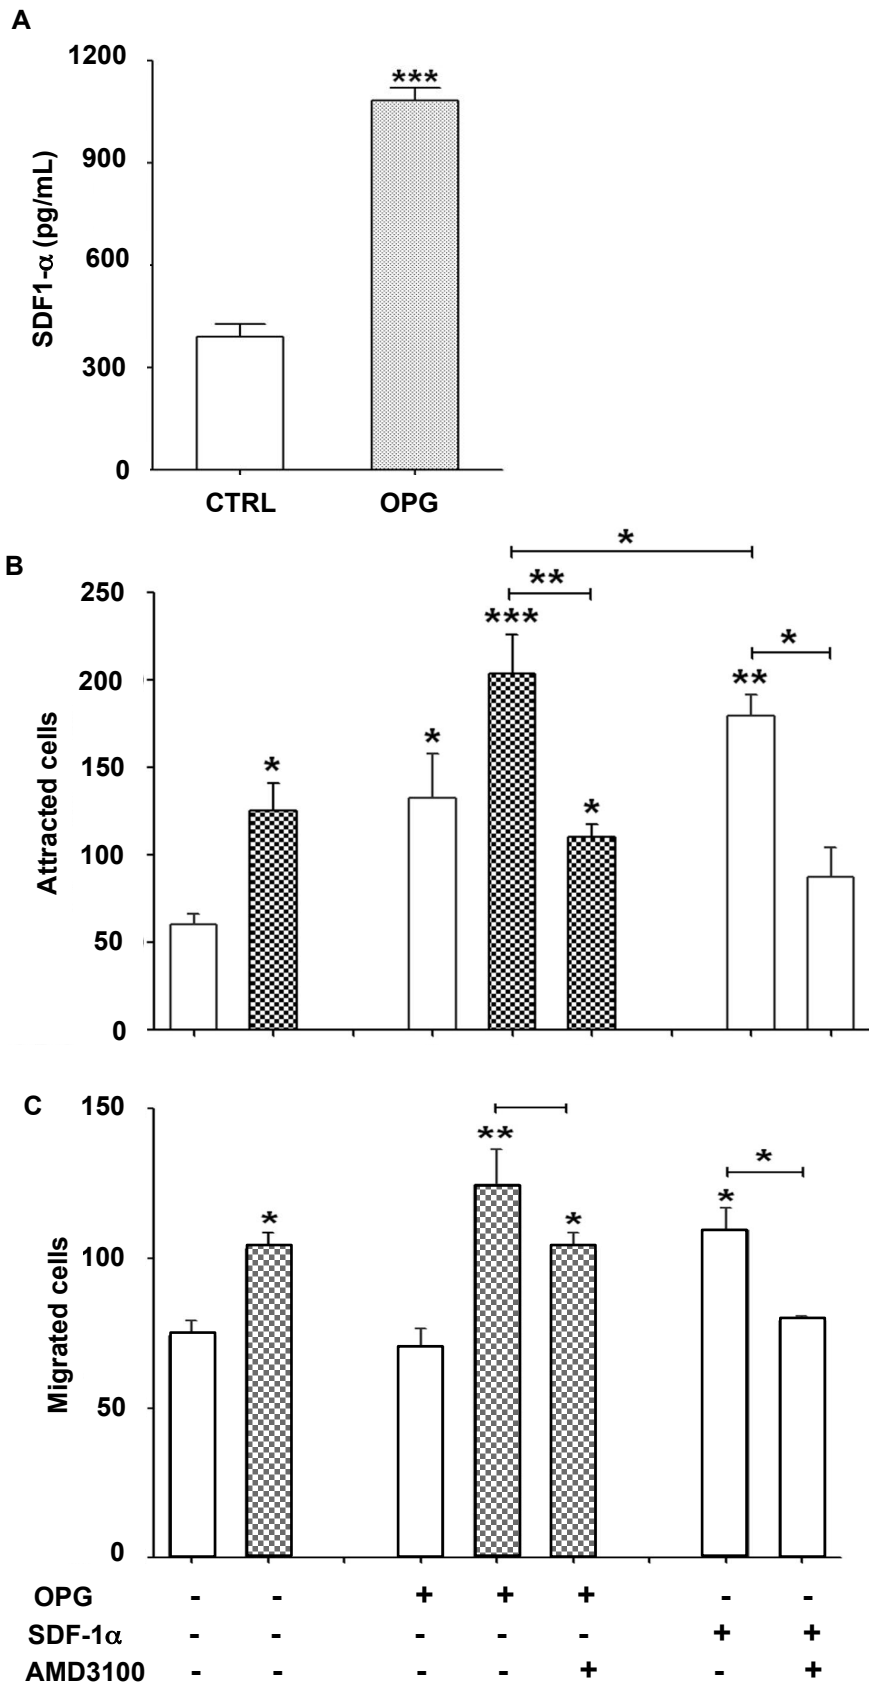 A
1200
***
900
SDF1-α (pg/mL)
600
300
0
CTRL OPG
*
B
250
**
***
*
200
**
Attracted cells
*
*
150
*
100
50
0
C
150
**
*
*
*
*
Migrated cells
100
50
0
OPG - - + + + - -
SDF-1α - - - - - + +
AMD3100 - - - - + - +